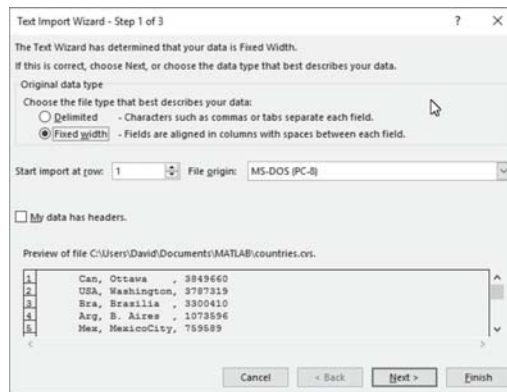 Text Import Wizard - Step 1 of 3 ? ✕
The Text Wizard has determined that your data is Fixed Width.
If this is correct, choose Next, or choose the data type that best describes your data.
Original data type
Choose the file type that best describes your data:
Delimited - Characters such as commas or tabs separate each field.
Fixed width - Fields are aligned in columns with spaces between each field.
Start import at row: 1 File origin: MS-DOS (PC-8)
My data has headers.
Preview of file C:\Users\David\Documents\MATLAB\countries.cvs.
1 Can, Ottawa , 3849660
2 USA, Washington, 3787319
3 Bra, Brasilia , 3300410
4 Arg, B. Aires , 1073596
5 Mex, MexicoCity, 759589
Cancel < Back Next > Finish